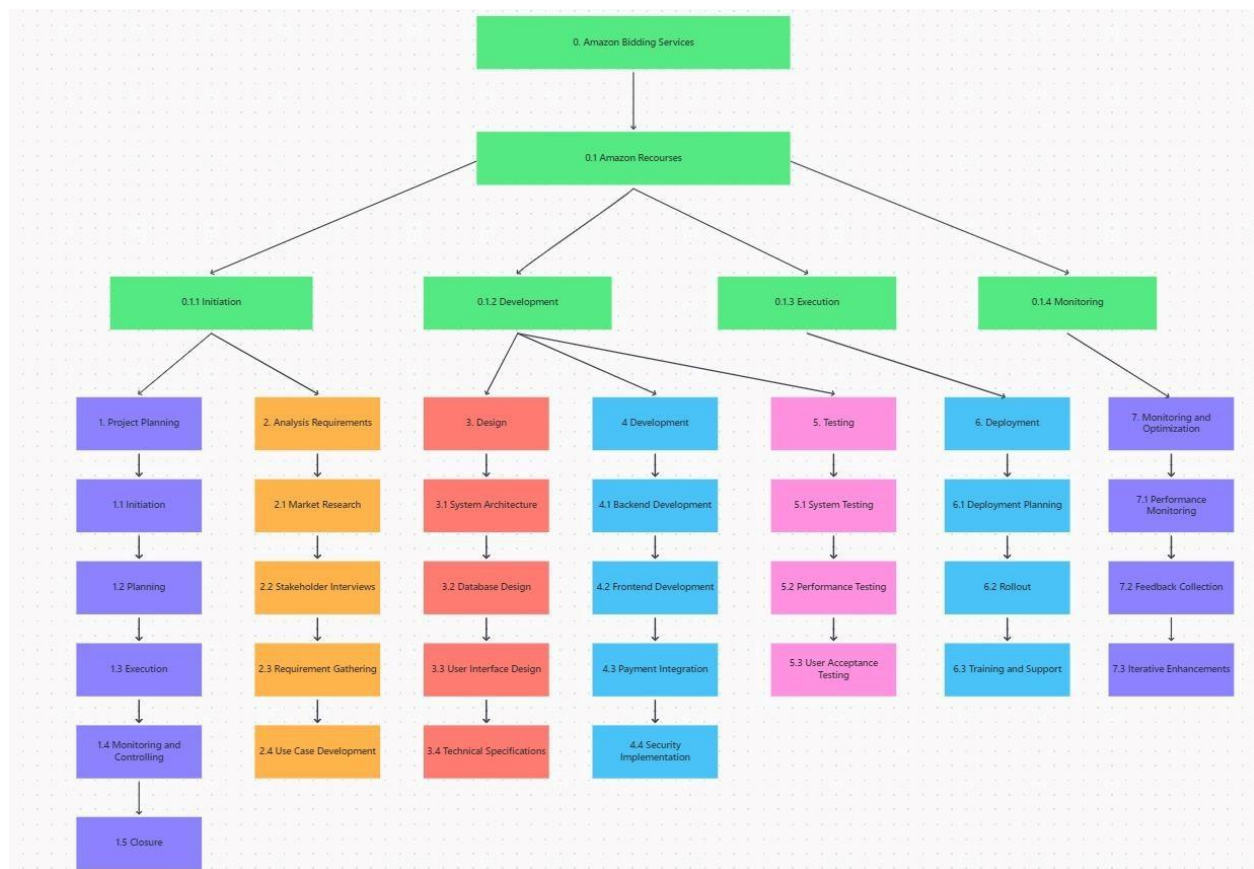 0. Amazon Bidding Services
0.1 Amazon Recourses
0.1.1 Initiation
0.1.2 Development
0.1.3 Execution
0.1.4 Monitoring
1. Project Planning
2. Analysis Requirements
3. Design
4 Development
5. Testing
6. Deployment
7. Monitoring and
Optimization
1.1 Initiation
2.1 Market Research
3.1 System Architecture
4.1 Backend Development
5.1 System Testing
6.1 Deployment Planning
7.1 Performance
Monitoring
1.2 Planning
2.2 Stakeholder Interviews
3.2 Database Design
4.2 Frontend Development
5.2 Performance Testing
6.2 Rollout
7.2 Feedback Collection
1.3 Execution
2.3 Requirement Gathering
3.3 User Interface Design
4.3 Payment Integration
5.3 User Acceptance
Testing
6.3 Training and Support
7.3 Iterative Enhancements
1.4 Monitoring and
Controlling
2.4 Use Case Development
3.4 Technical Specifications
4.4 Security
Implementation
1.5 Closure